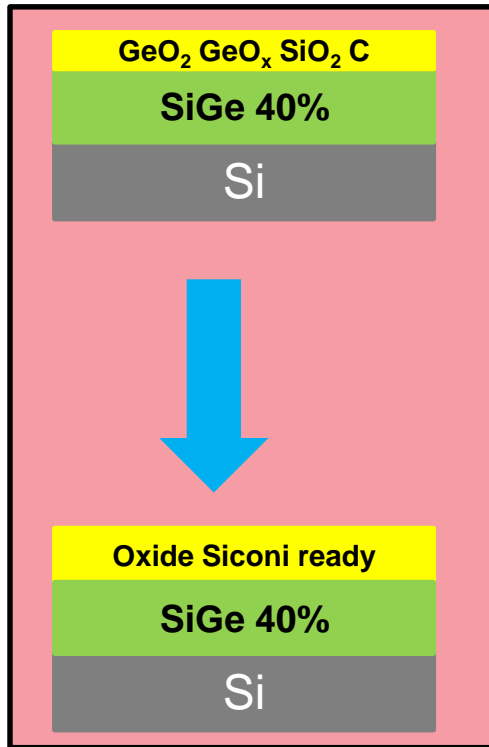 GeO₂ GeOₓ SiO₂ C
SiGe 40%
Si
Oxide Siconi ready
SiGe 40%
Si